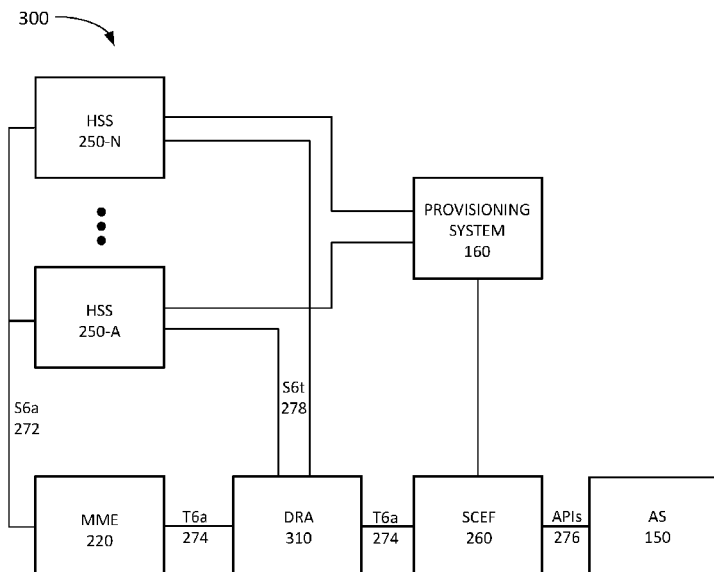 300
HSS
250-N
PROVISIONING
SYSTEM
160
HSS
250-A
S6a
272
S6t
278
MME
220
T6a
274
DRA
310
T6a
274
SCEF
260
APIs
276
AS
150